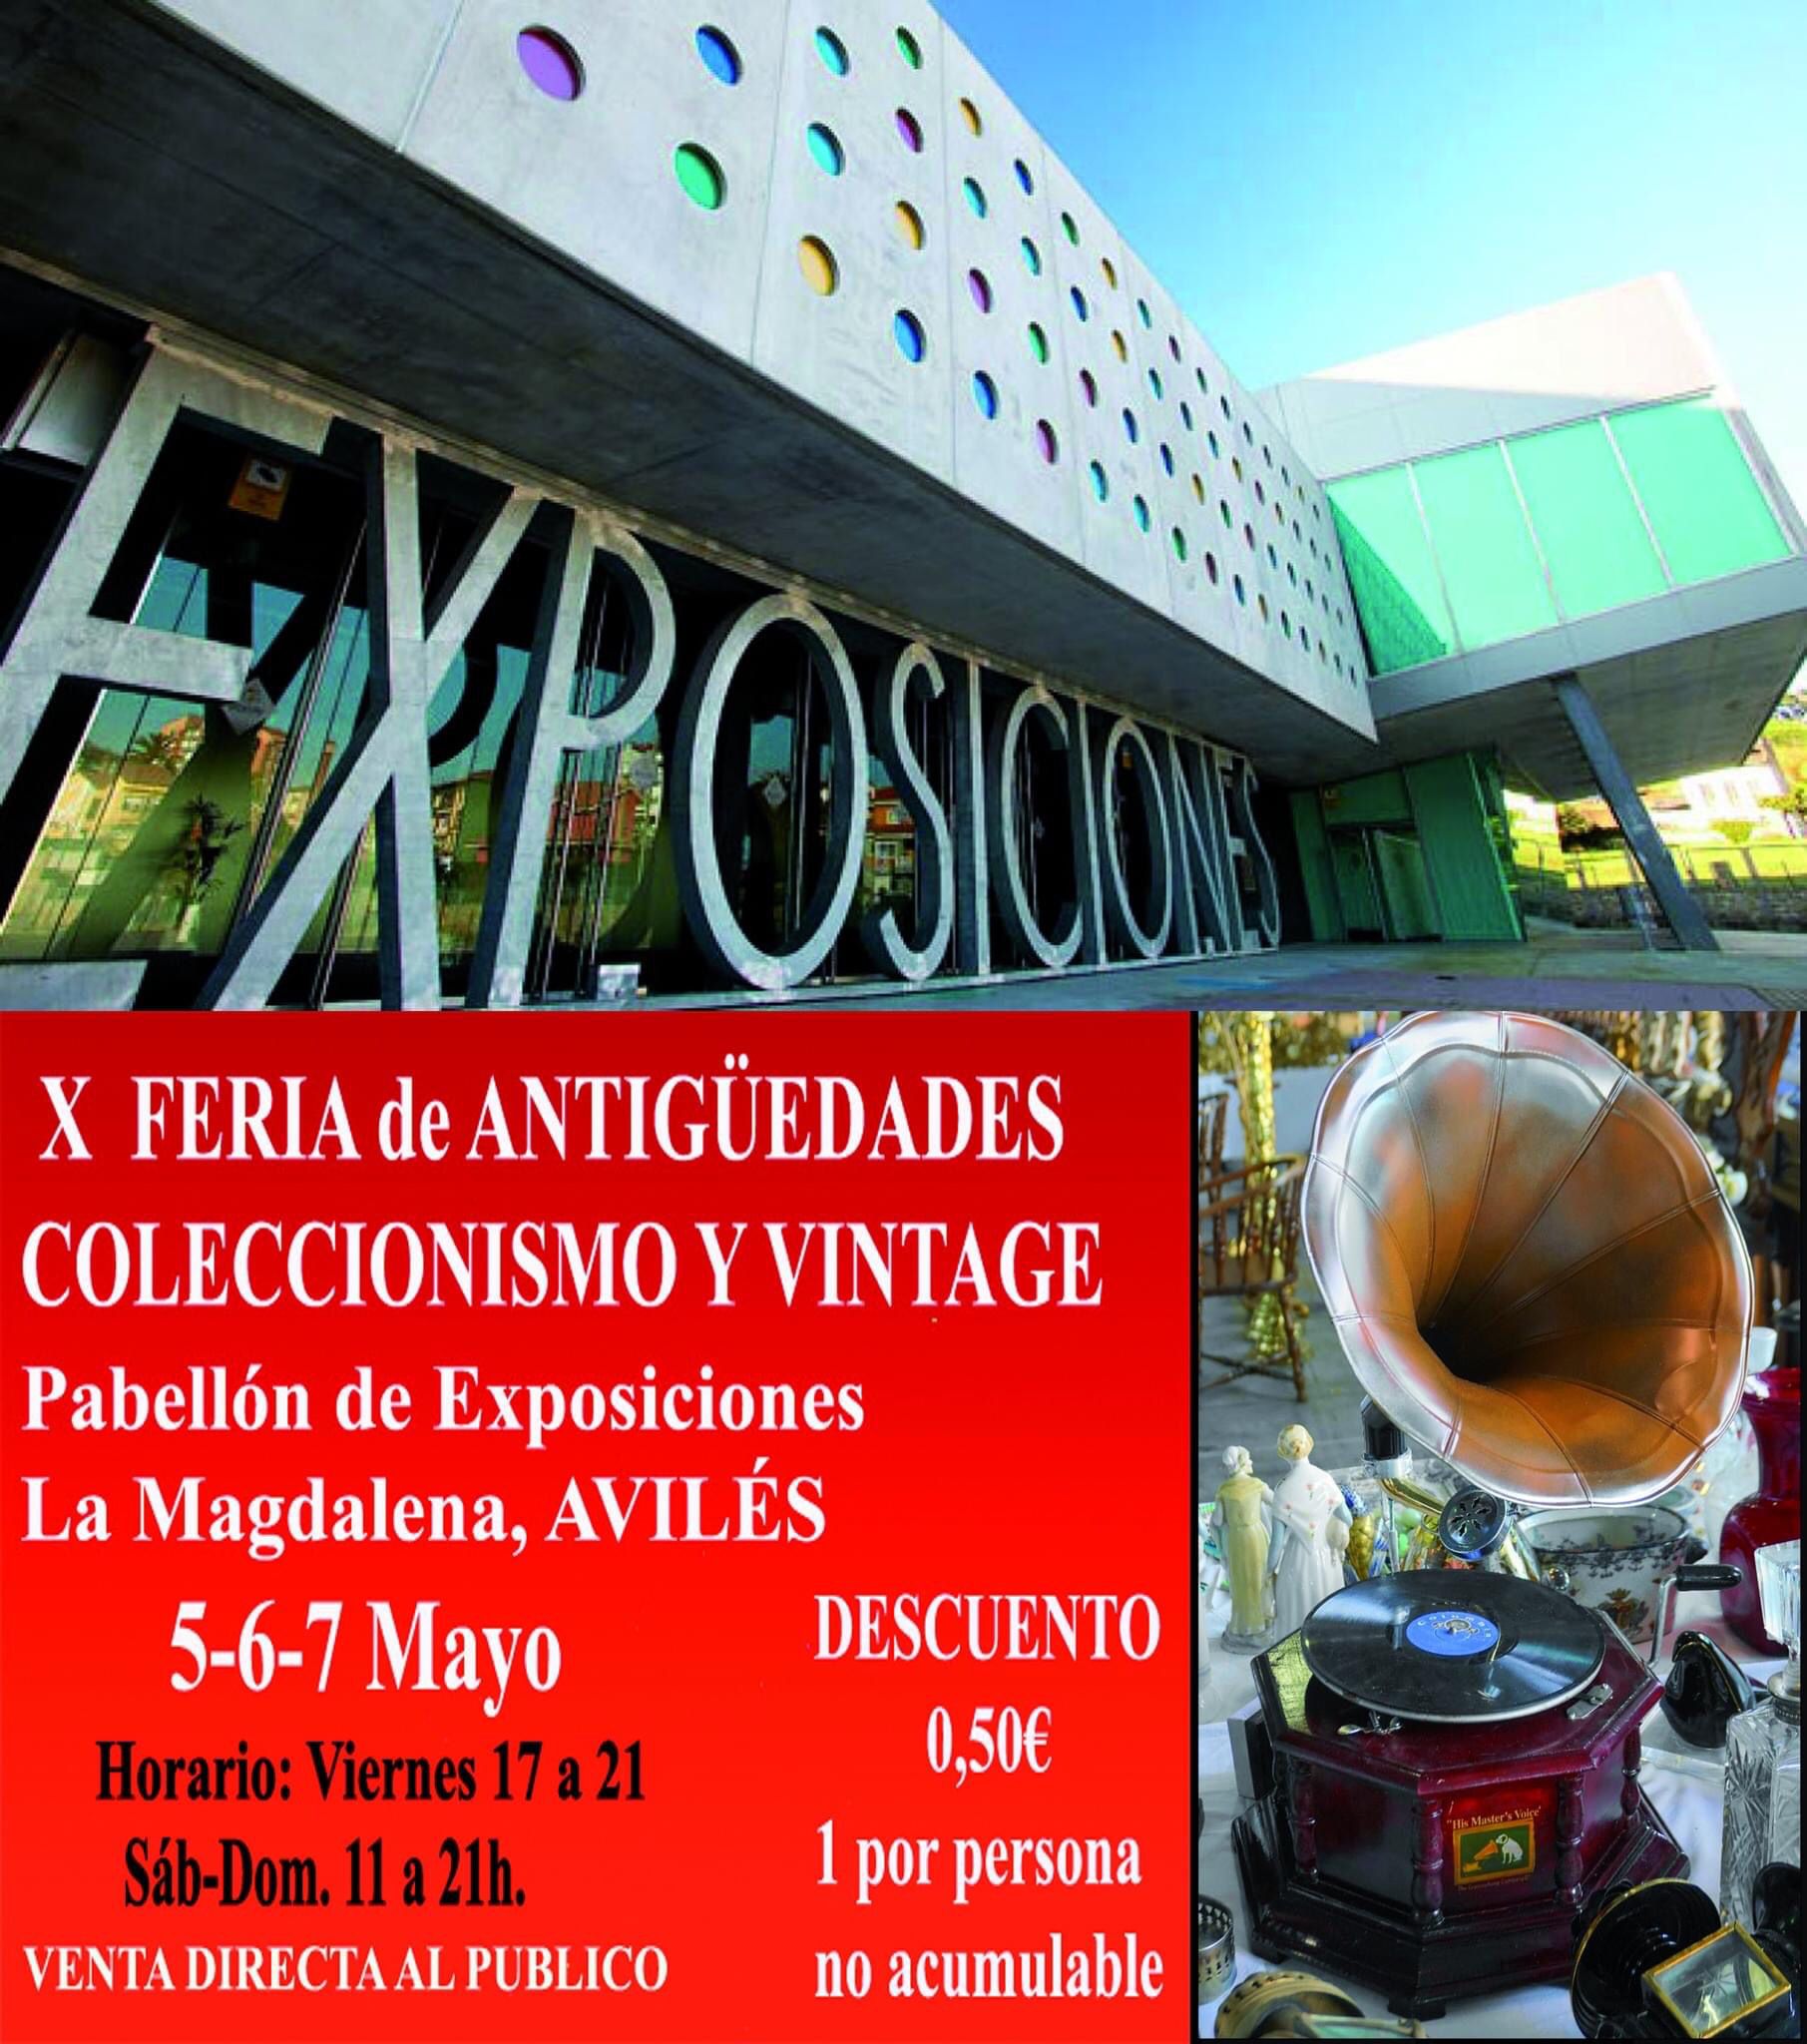 EXPOSICIONES
X FERIA de ANTIGÜEDADES
COLECCIONISMO Y VINTAGE
Pabellón de Exposiciones
La Magdalena, AVILÉS
5-6-7 Mayo
Horario: Viernes 17 a 21
Sáb-Dom. 11 a 21h.
VENTA DIRECTA AL PUBLICO
DESCUENTO
0,50€
1 por persona
no acumulable
Columbia
"His Master's Voice"